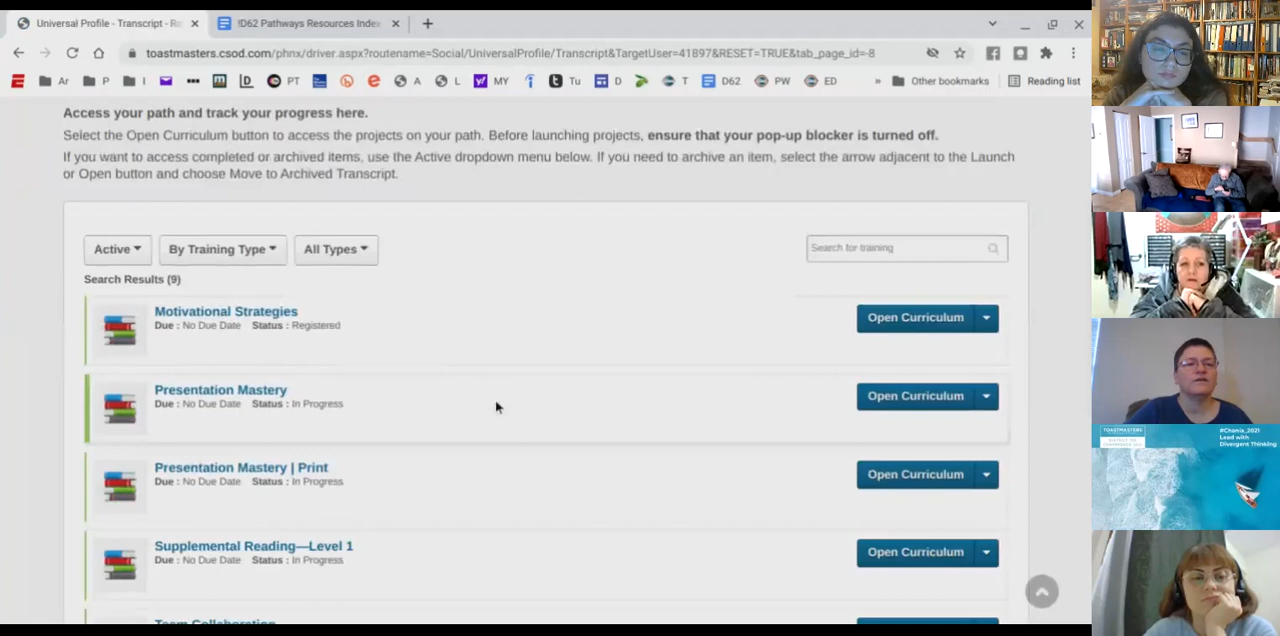 Universal Profile - Transcript - R
!D62 Pathways Resources Index
toastmasters.csod.com/phnx/driver.aspx?routename=Social/UniversalProfile/Transcript&TargetUser=41897&RESET=TRUE&tab_page_id=-8
Ar P I PT A L MY Tu D T D62 PW ED » Other bookmarks Reading list
Access your path and track your progress here.
Select the Open Curriculum button to access the projects on your path. Before launching projects, ensure that your pop-up blocker is turned off.
If you want to access completed or archived items, use the Active dropdown menu below. If you need to archive an item, select the arrow adjacent to the Launch
or Open button and choose Move to Archived Transcript.
Active By Training Type All Types Search for training
Search Results (9)
Motivational Strategies
Due : No Due Date Status : Registered
Open Curriculum
Presentation Mastery
Due : No Due Date Status : In Progress
Open Curriculum
Presentation Mastery | Print
Due : No Due Date Status : In Progress
Open Curriculum
Supplemental Reading—Level 1
Due : No Due Date Status : In Progress
Open Curriculum
Team Collaboration
TOASTMASTERS
#Chania_2021
Lead with
Divergent Thinking